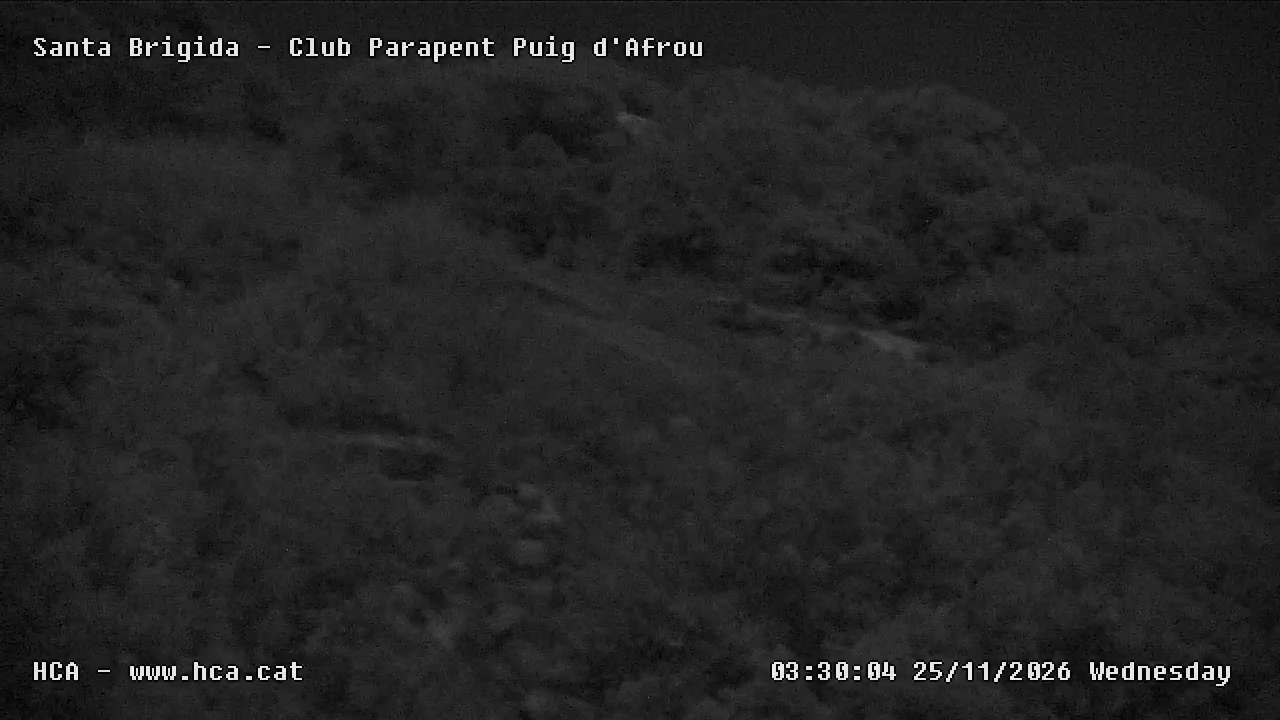 Santa Brigida - Club Parapent Puig d'Afrou
HCA - www.hca.cat
03:30:04 25/11/2026 Wednesday